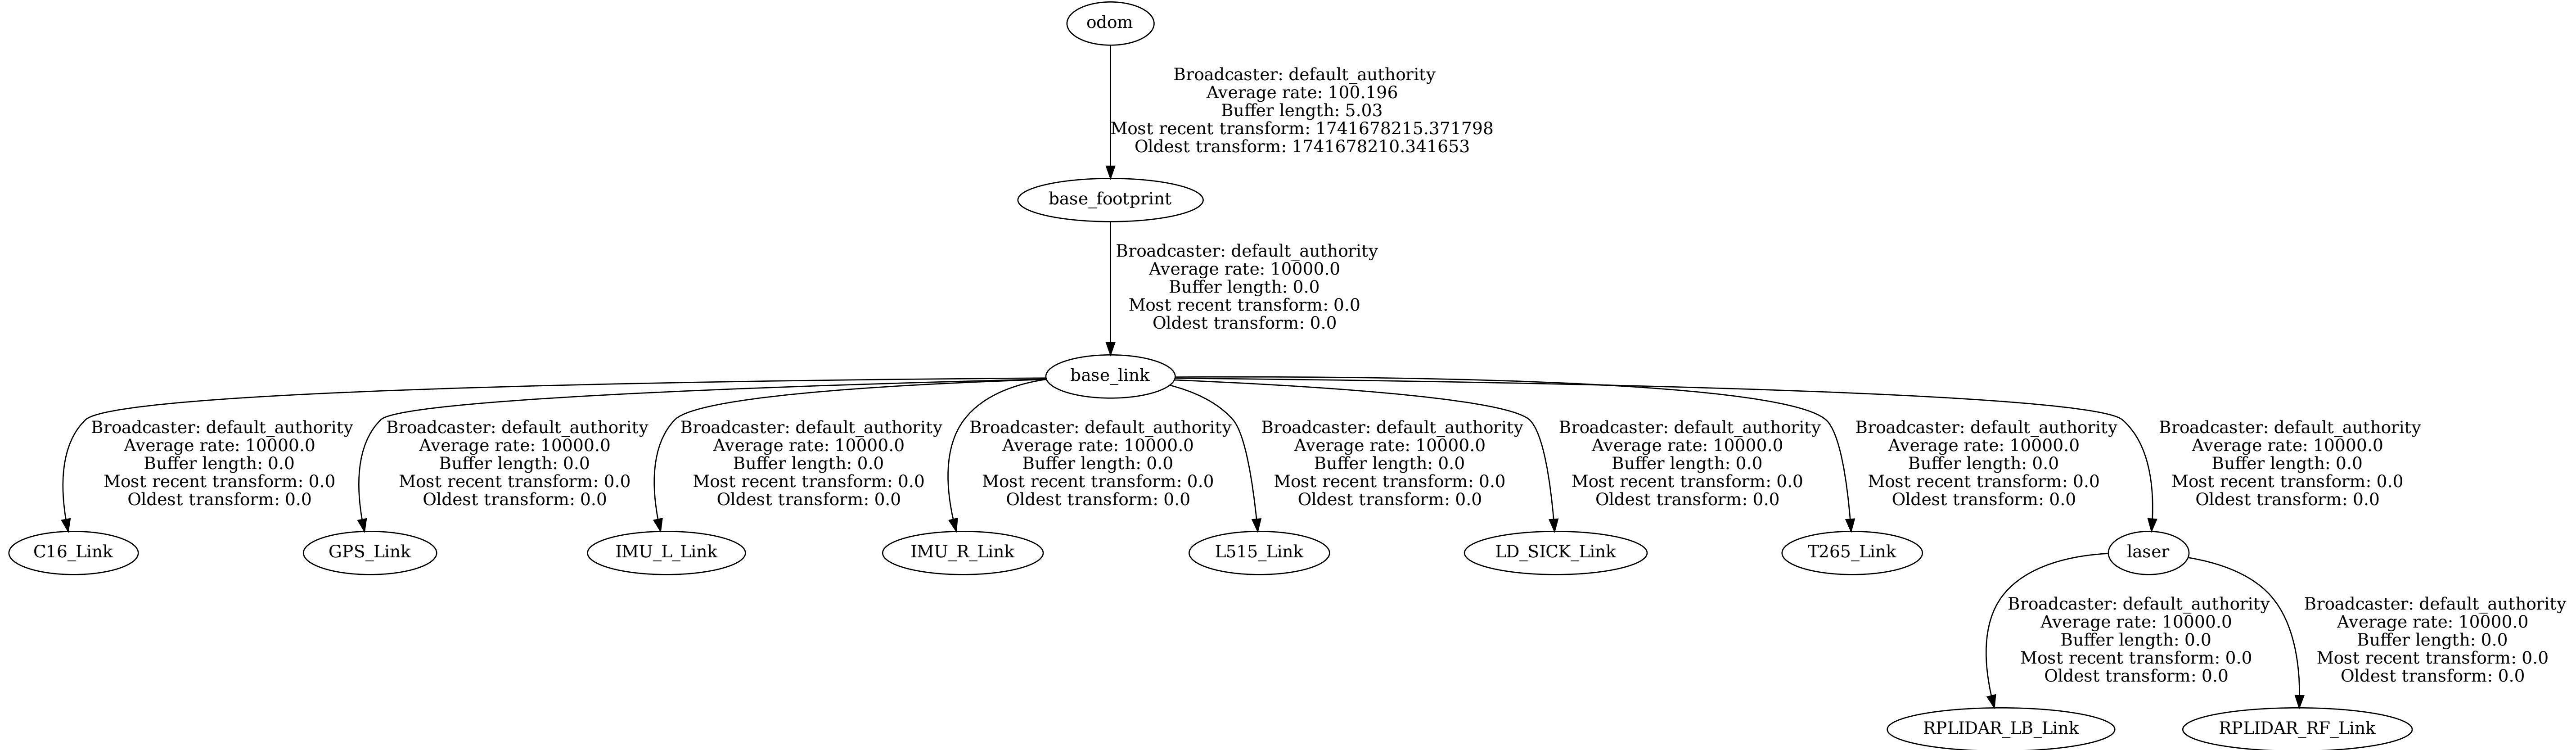 odom
Broadcaster: default_authority
Average rate: 100.196
Buffer length: 5.03
Most recent transform: 1741678215.371798
Oldest transform: 1741678210.341653
base_footprint
Broadcaster: default_authority
Average rate: 10000.0
Buffer length: 0.0
Most recent transform: 0.0
Oldest transform: 0.0
base_link
Broadcaster: default_authority
Average rate: 10000.0
Buffer length: 0.0
Most recent transform: 0.0
Oldest transform: 0.0
Broadcaster: default_authority
Average rate: 10000.0
Buffer length: 0.0
Most recent transform: 0.0
Oldest transform: 0.0
Broadcaster: default_authority
Average rate: 10000.0
Buffer length: 0.0
Most recent transform: 0.0
Oldest transform: 0.0
Broadcaster: default_authority
Average rate: 10000.0
Buffer length: 0.0
Most recent transform: 0.0
Oldest transform: 0.0
Broadcaster: default_authority
Average rate: 10000.0
Buffer length: 0.0
Most recent transform: 0.0
Oldest transform: 0.0
Broadcaster: default_authority
Average rate: 10000.0
Buffer length: 0.0
Most recent transform: 0.0
Oldest transform: 0.0
Broadcaster: default_authority
Average rate: 10000.0
Buffer length: 0.0
Most recent transform: 0.0
Oldest transform: 0.0
Broadcaster: default_authority
Average rate: 10000.0
Buffer length: 0.0
Most recent transform: 0.0
Oldest transform: 0.0
C16_Link
GPS_Link
IMU_L_Link
IMU_R_Link
L515_Link
LD_SICK_Link
T265_Link
laser
Broadcaster: default_authority
Average rate: 10000.0
Buffer length: 0.0
Most recent transform: 0.0
Oldest transform: 0.0
Broadcaster: default_authority
Average rate: 10000.0
Buffer length: 0.0
Most recent transform: 0.0
Oldest transform: 0.0
RPLIDAR_LB_Link
RPLIDAR_RF_Link